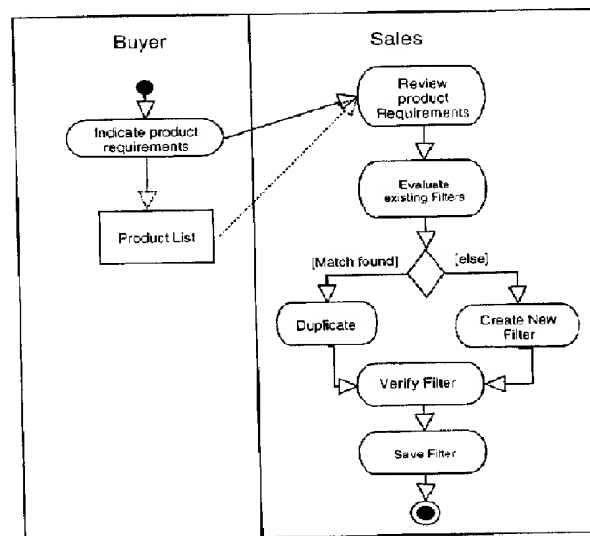 Buyer
Sales
Indicate product
requirements
Product List
Review
product
Requirements
Evaluate
existing Filters
[Match found]
[else]
Duplicate
Create New
Filter
Verify Filter
Save Filter